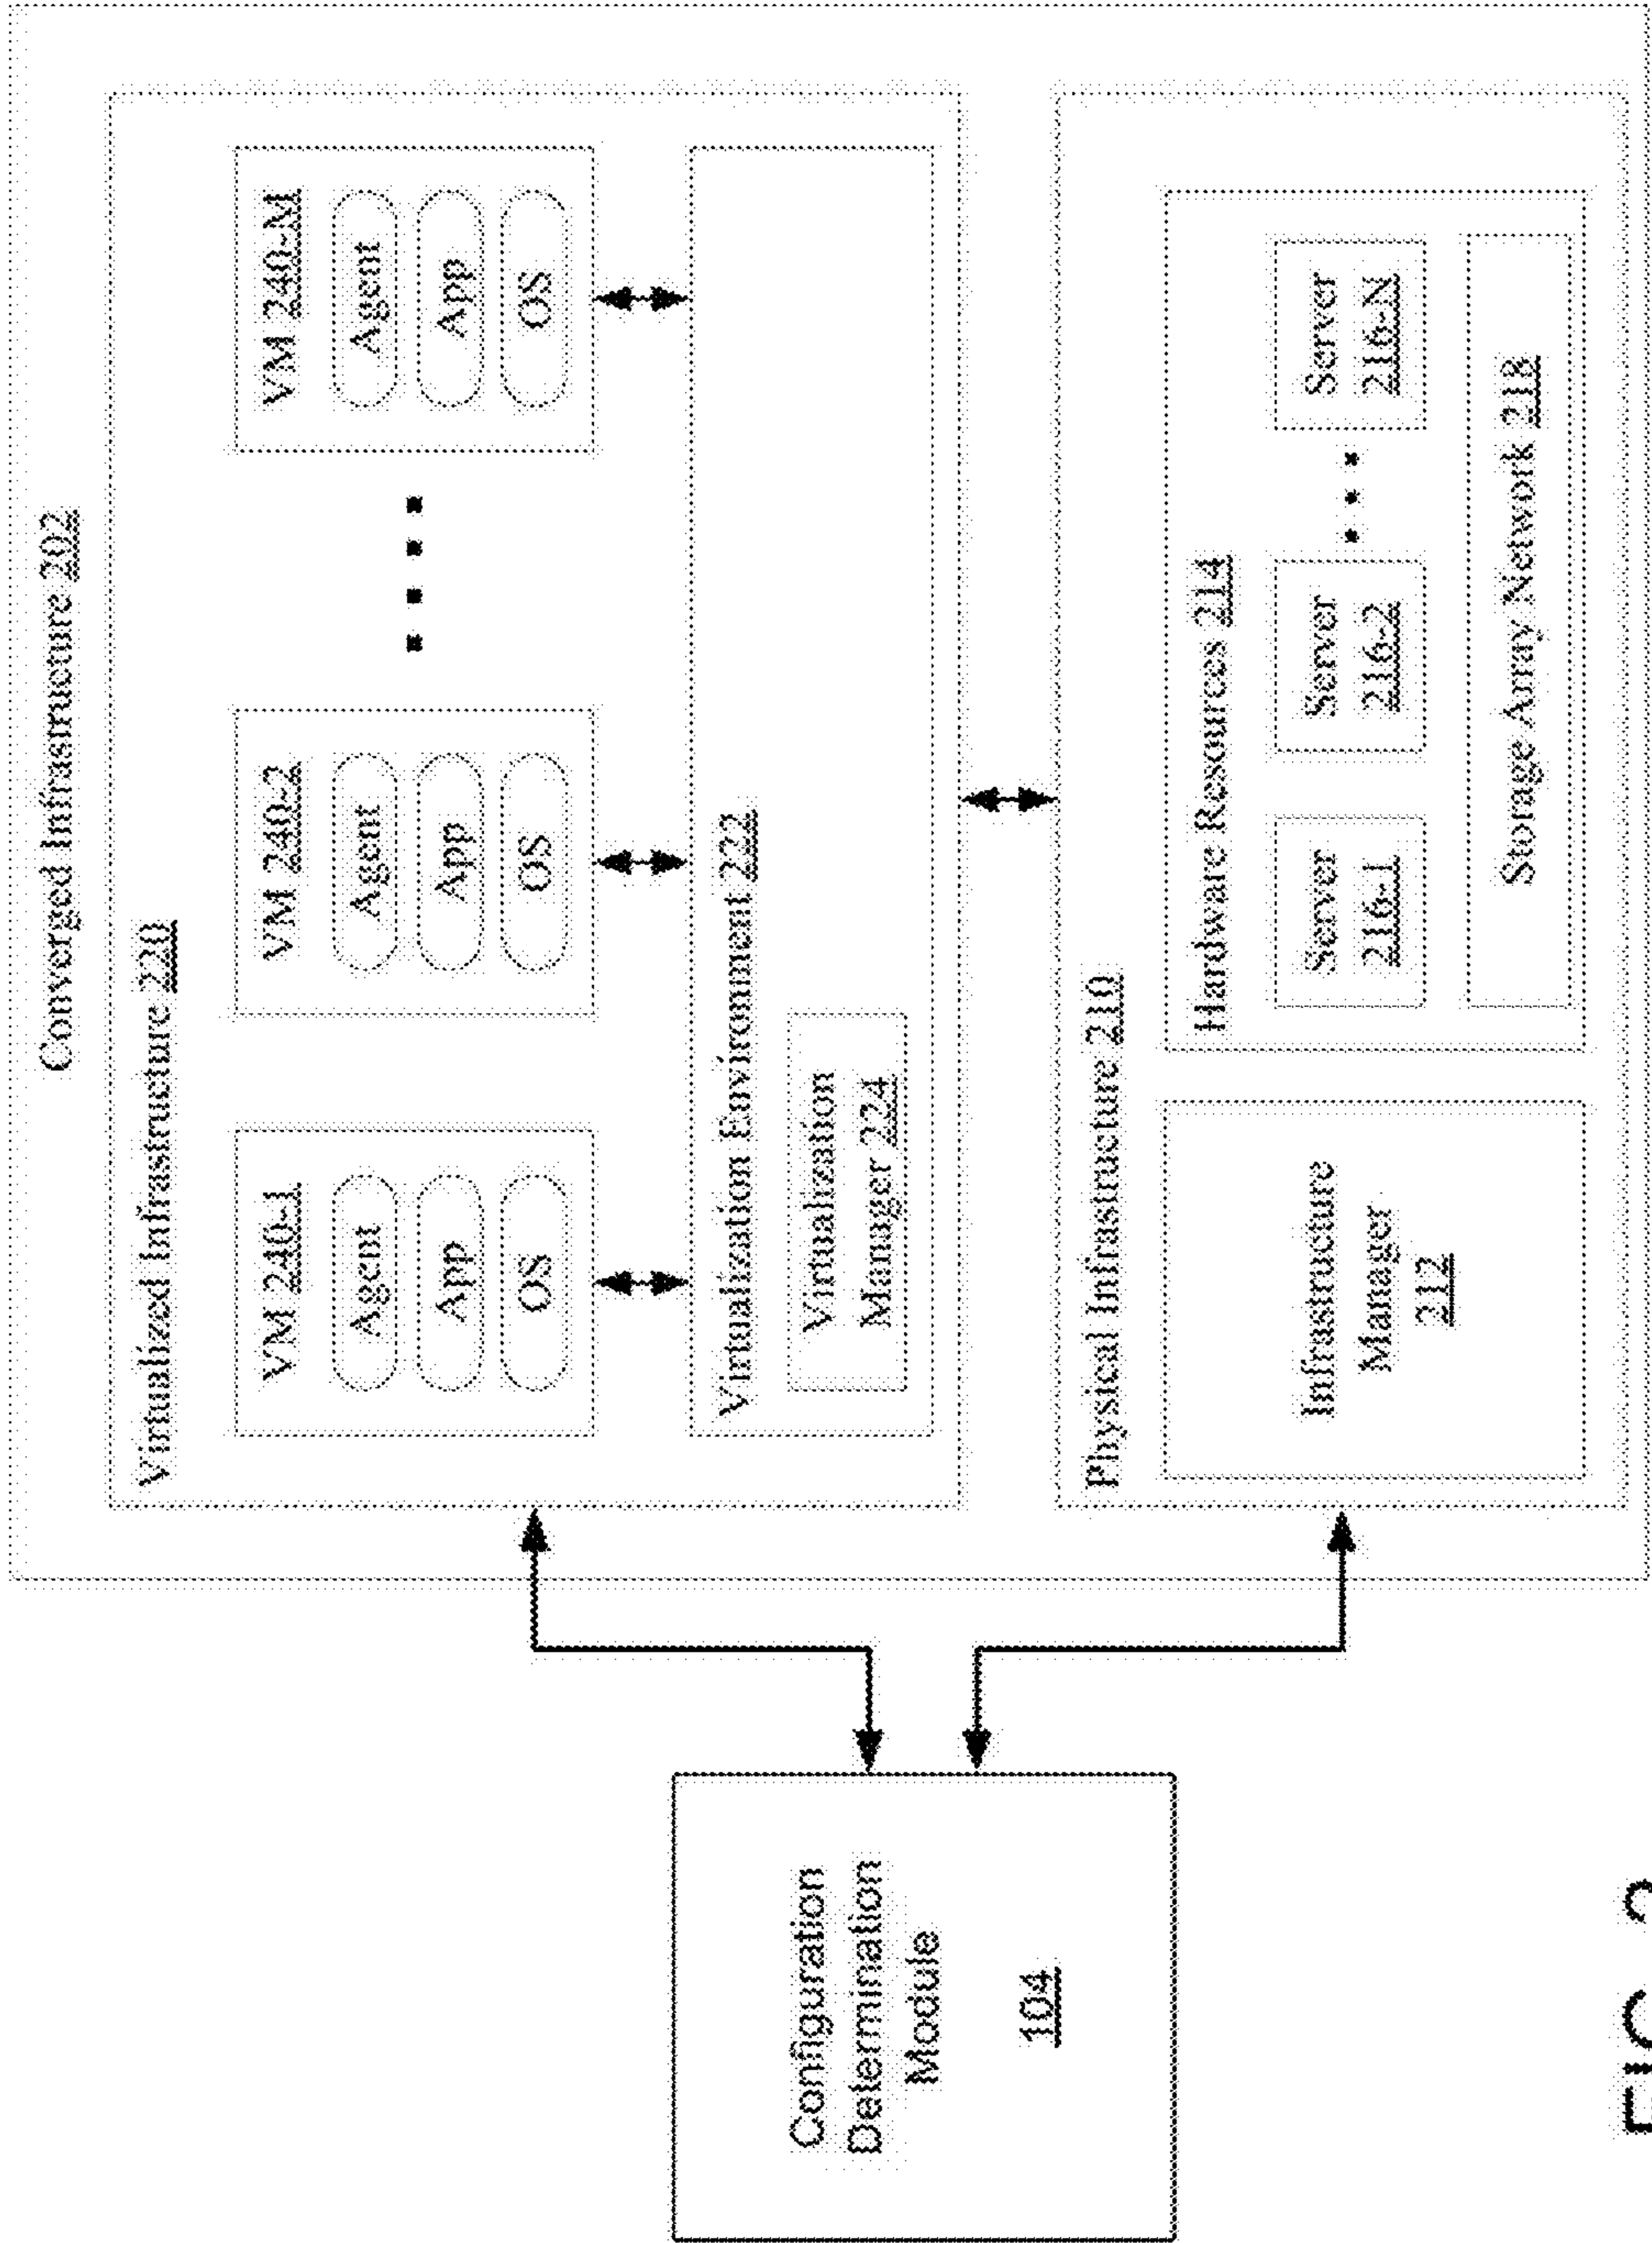 Converged Infrastructure 202
Virtualized Infrastructure 220
VM 240-1
Agent
App
OS
VM 240-2
Agent
App
OS
VM 240-M
Agent
App
OS
Virtualization Environment 222
Virtualization
Manager 224
Physical Infrastructure 210
Infrastructure
Manager
212
Hardware Resources 214
Server
216-1
Server
216-2
Server
216-N
Storage Array Network 218
Configuration
Determination
Module
104